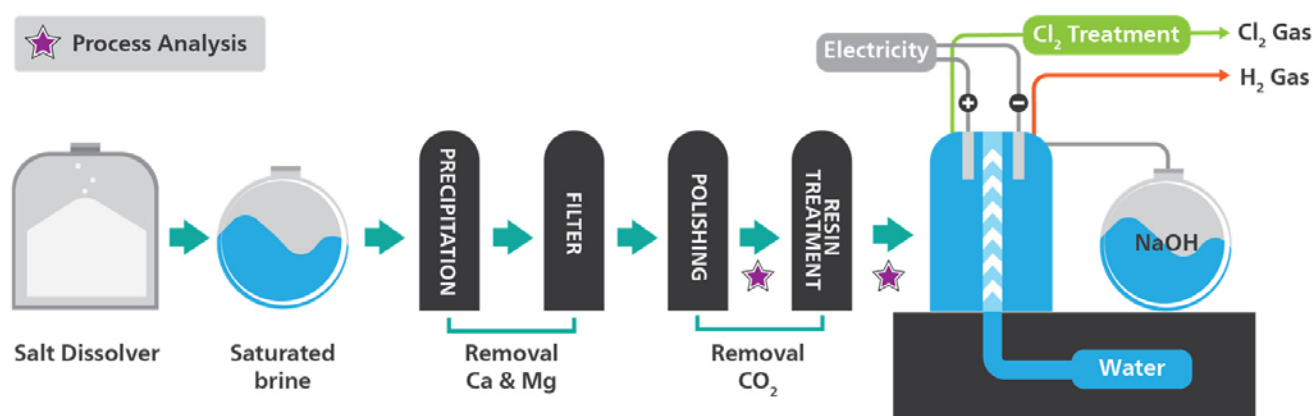 Process Analysis
Electricity
Cl₂ Treatment
Cl₂ Gas
H₂ Gas
+
−
PRECIPITATION
FILTER
POLISHING
RESIN
TREATMENT
NaOH
Salt Dissolver
Saturated
brine
Removal
Ca & Mg
Removal
CO₂
Water